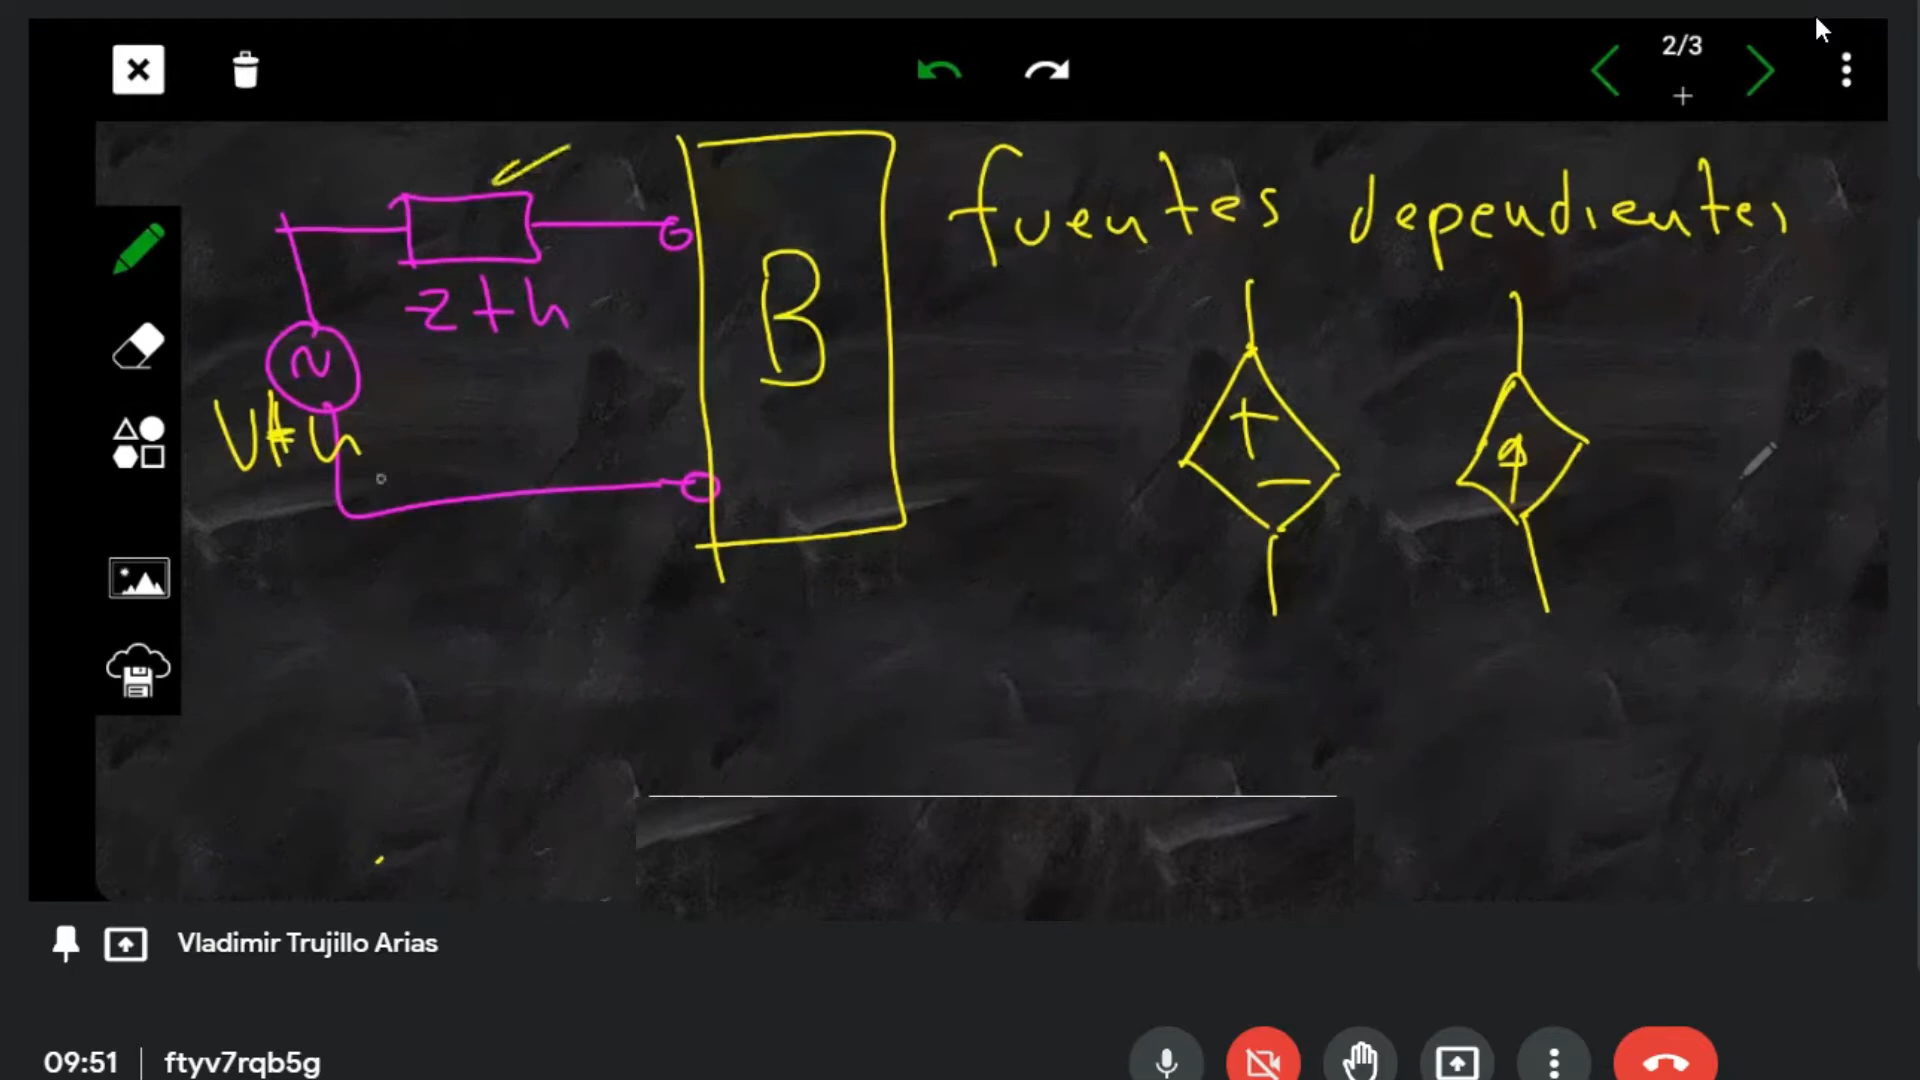 2/3
fuentes dependientes
zth
B
Vth
Vladimir Trujillo Arias
09:51 | ftyv7rqb5g